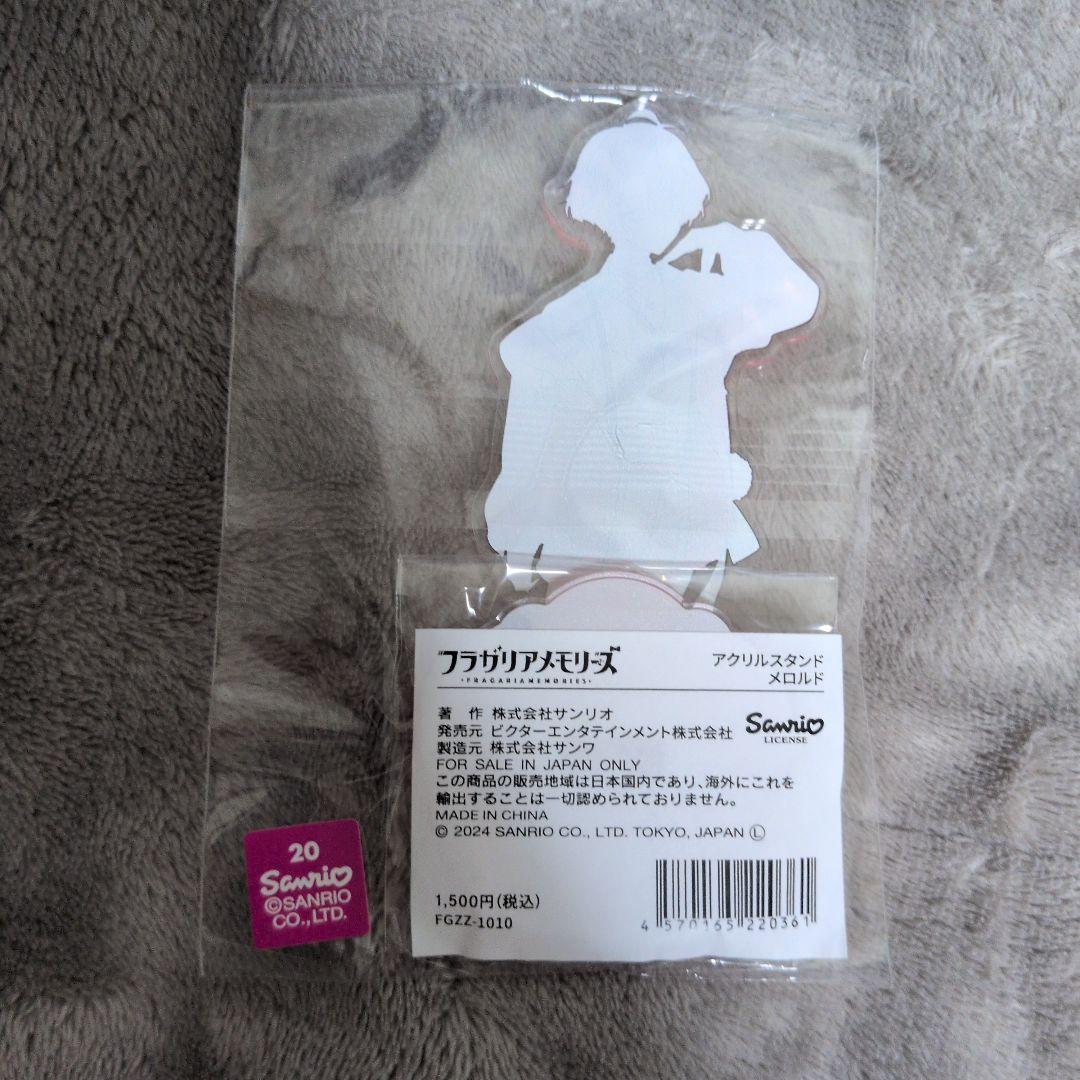 フラガリアメモリーズ
・FRAGARIAMEMORIES・
アクリルスタンド
メロルド
著　作 株式会社サンリオ
発売元 ビクターエンタテインメント株式会社
製造元 株式会社サンワ
Sanrio
LICENSE
FOR SALE IN JAPAN ONLY
この商品の販売地域は日本国内であり、海外にこれを
輸出することは一切認められておりません。
MADE IN CHINA
© 2024 SANRIO CO., LTD. TOKYO, JAPAN Ⓛ
1,500円(税込)
FGZZ-1010
4 570165 220361
20
Sanrio
©SANRIO
CO., LTD.